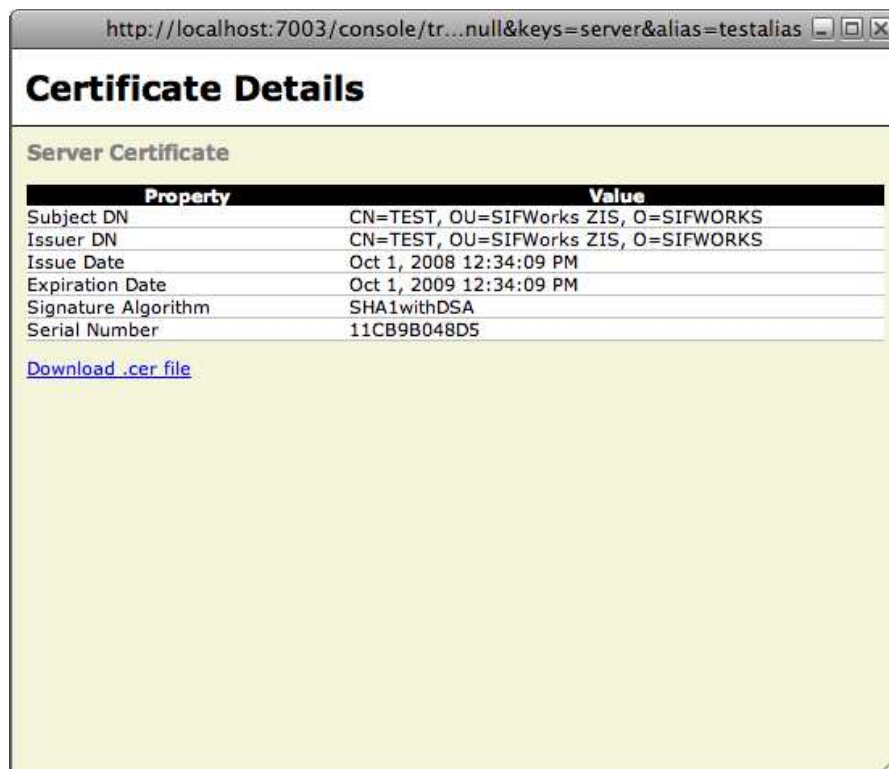 http://localhost:7003/console/tr...null&keys=server&alias=testalias
Certificate Details
Server Certificate
Property Value
Subject DN CN=TEST, OU=SIFWorks ZIS, O=SIFWORKS
Issuer DN CN=TEST, OU=SIFWorks ZIS, O=SIFWORKS
Issue Date Oct 1, 2008 12:34:09 PM
Expiration Date Oct 1, 2009 12:34:09 PM
Signature Algorithm SHA1withDSA
Serial Number 11CB9B048D5
Download .cer file